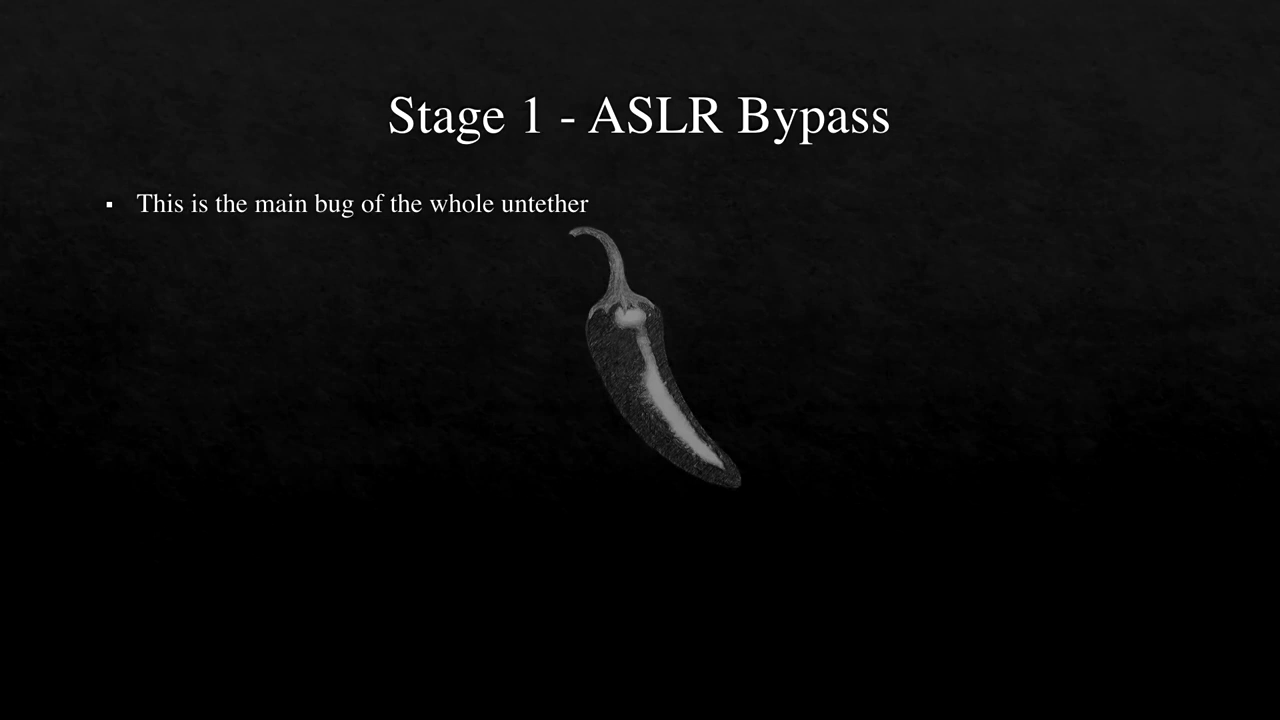 Stage 1 - ASLR Bypass
▪ This is the main bug of the whole untether